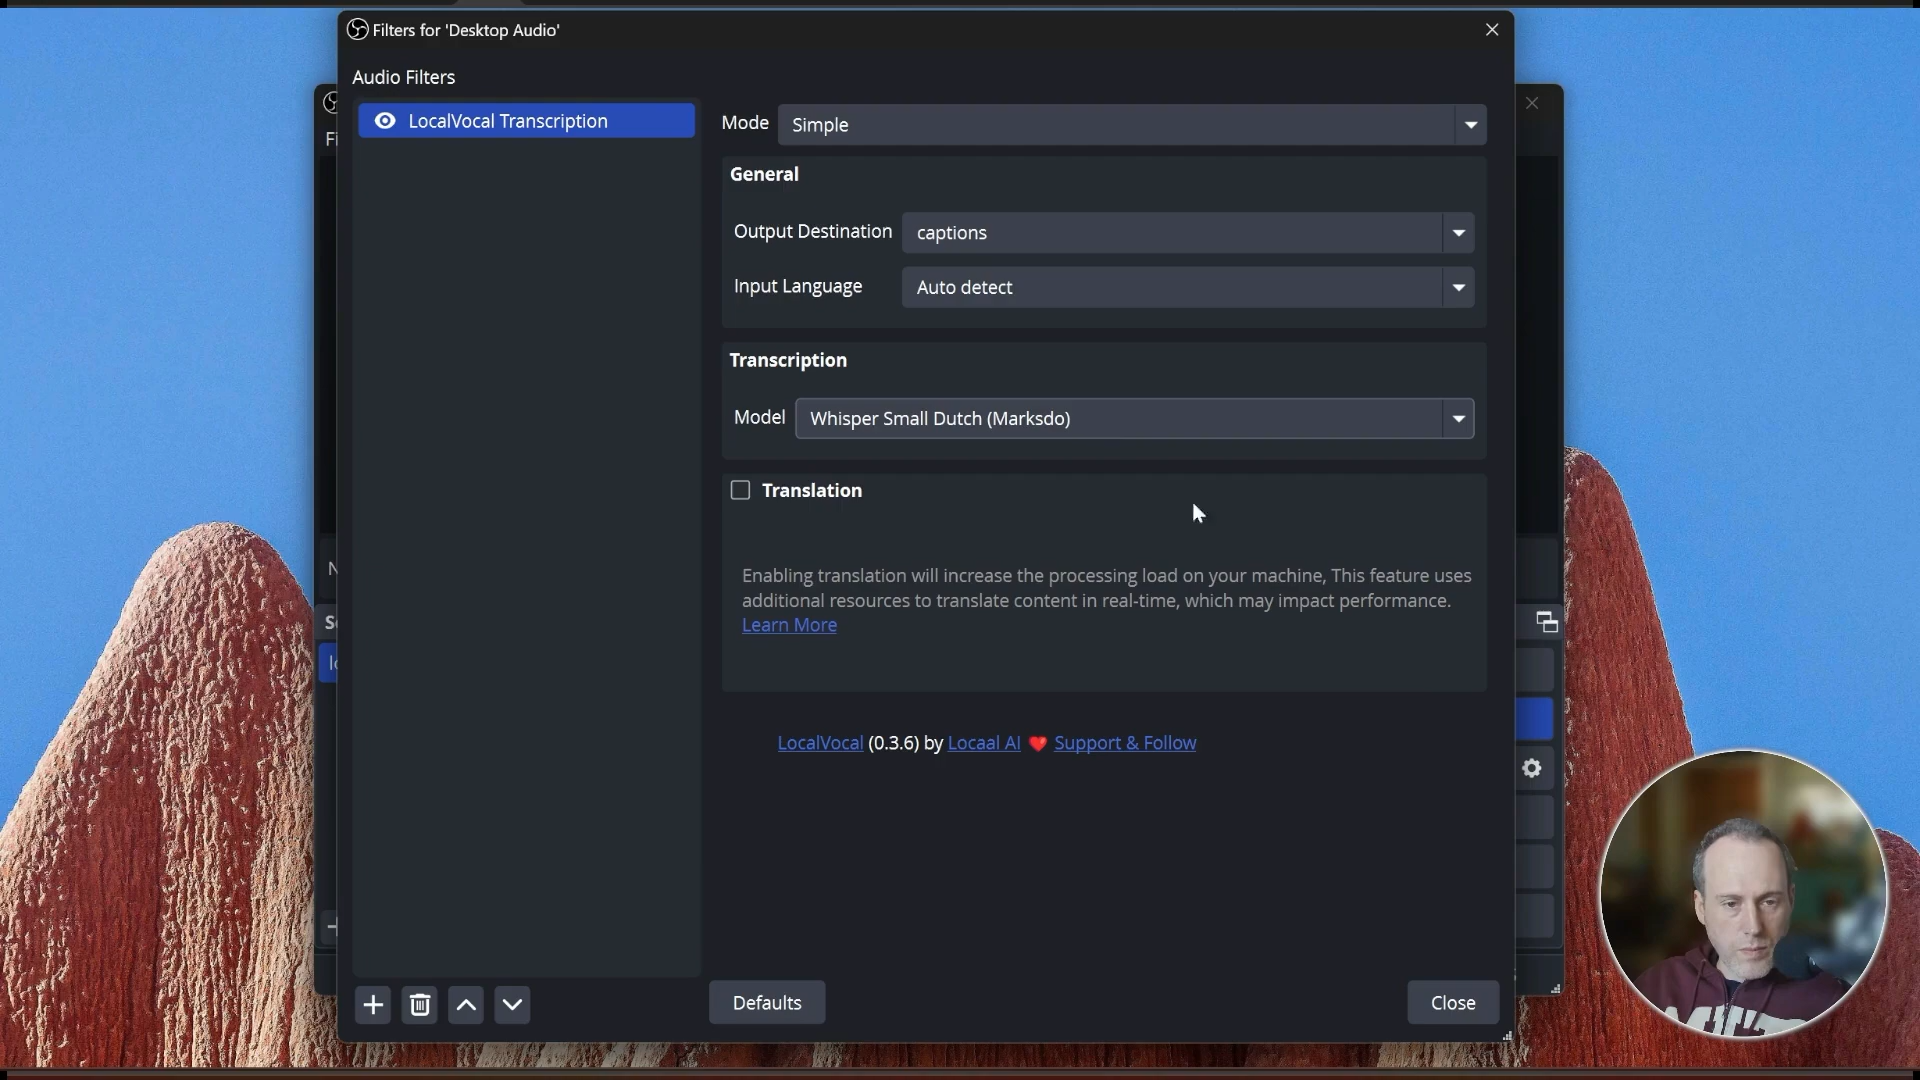 Filters for 'Desktop Audio'
Audio Filters
LocalVocal Transcription
Mode
Simple
General
Output Destination
captions
Input Language
Auto detect
Transcription
Model
Whisper Small Dutch (Marksdo)
Translation
Enabling translation will increase the processing load on your machine, This feature uses
additional resources to translate content in real-time, which may impact performance.
Learn More
LocalVocal (0.3.6) by Locaal AI ❤️ Support & Follow
Defaults
Close